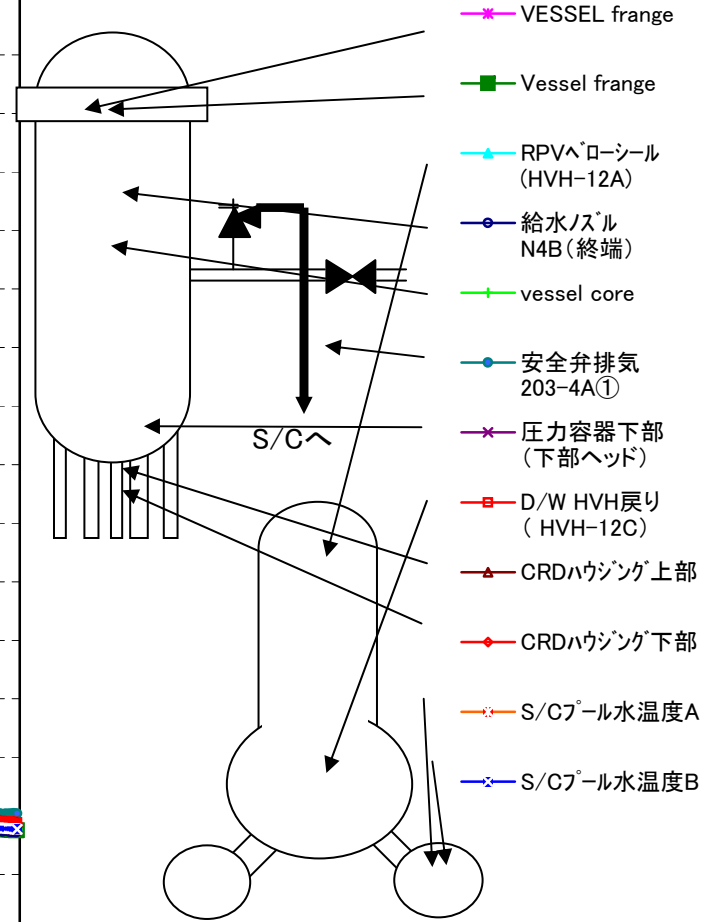 VESSEL frange
Vessel frange
RPVﾍﾞﾛｰシール
(HVH-12A)
給水ﾉｽﾞﾙ
N4B(終端)
vessel core
安全弁排気
203-4A①
圧力容器下部
(下部ヘッド)
D/W HVH戻り
( HVH-12C)
CRDﾊｳｼﾞﾝｸﾞ上部
CRDﾊｳｼﾞﾝｸﾞ下部
S/Cﾌﾟｰﾙ水温度A
S/Cﾌﾟｰﾙ水温度B
S/Cへ